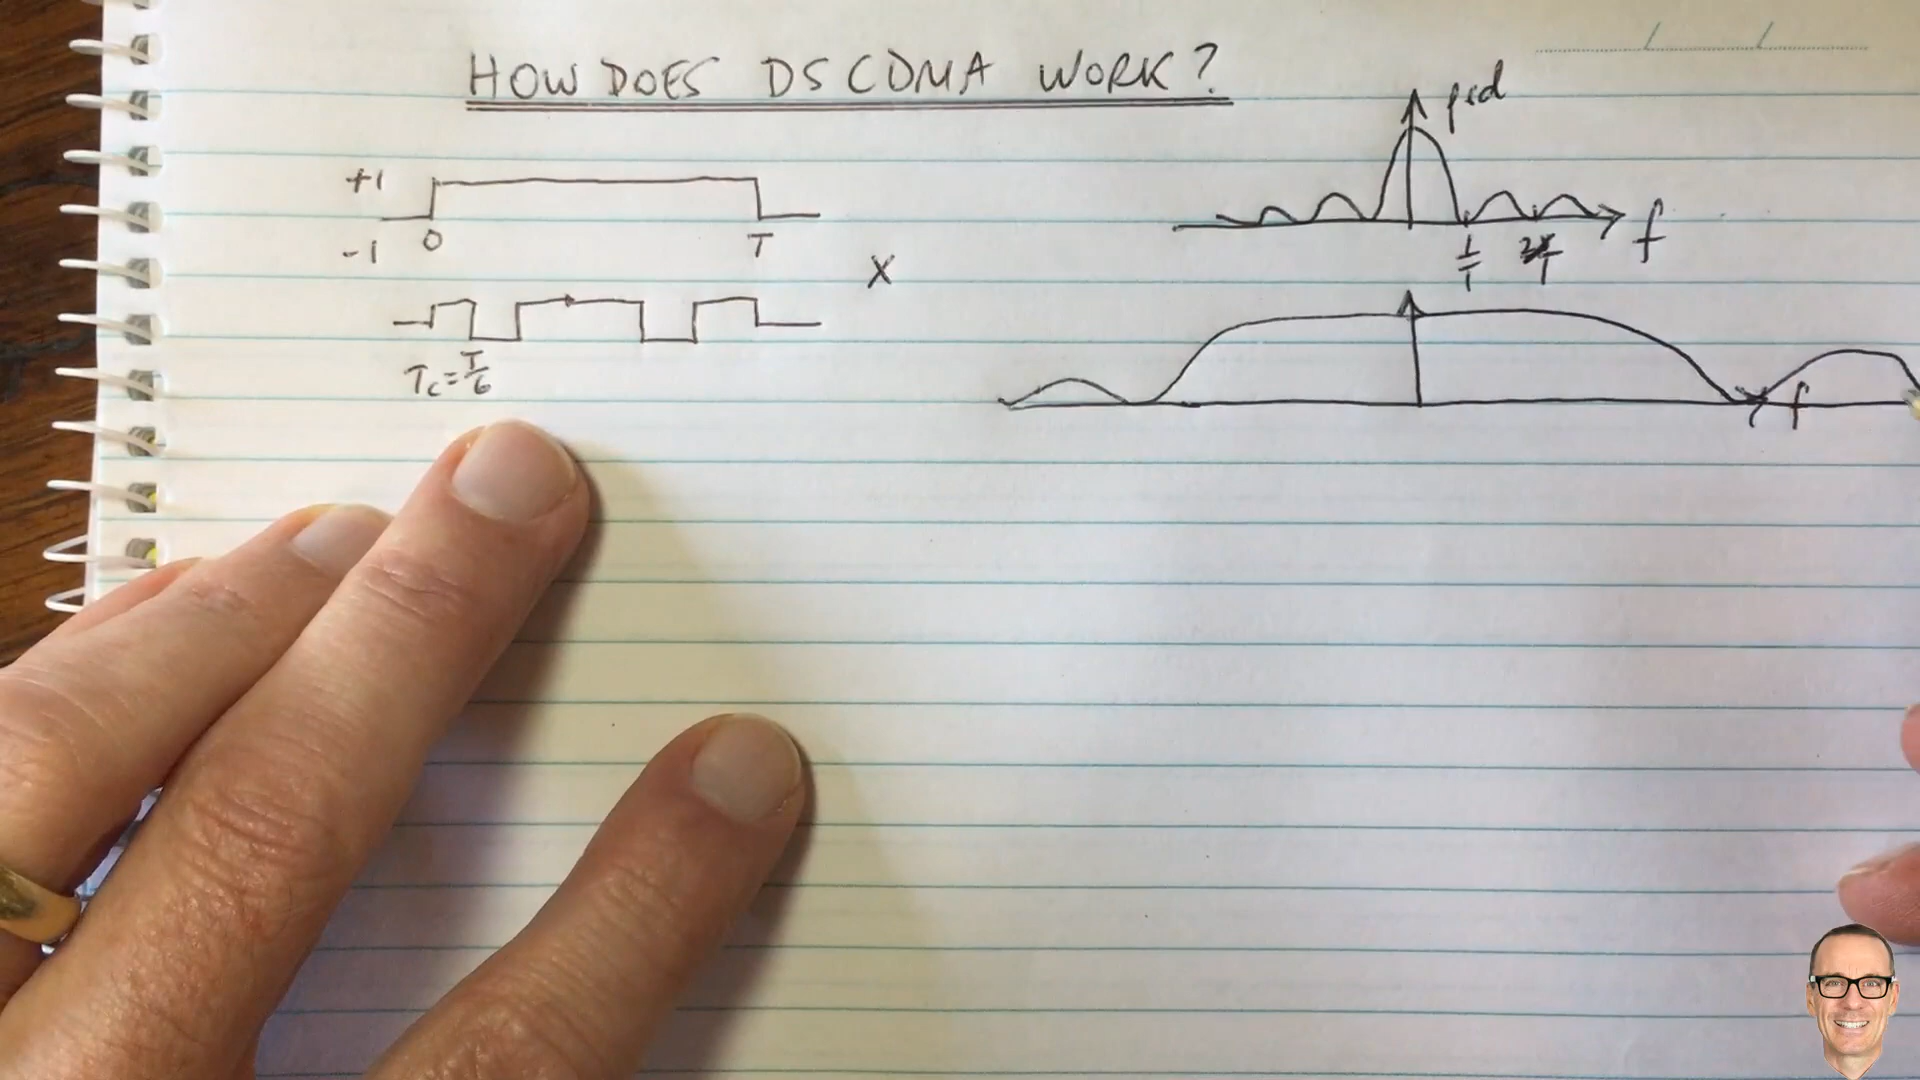 HOW DOES DS CDMA WORK?
psd
+1
-1
0
T
X
1/T
f
Tc = T/6
f